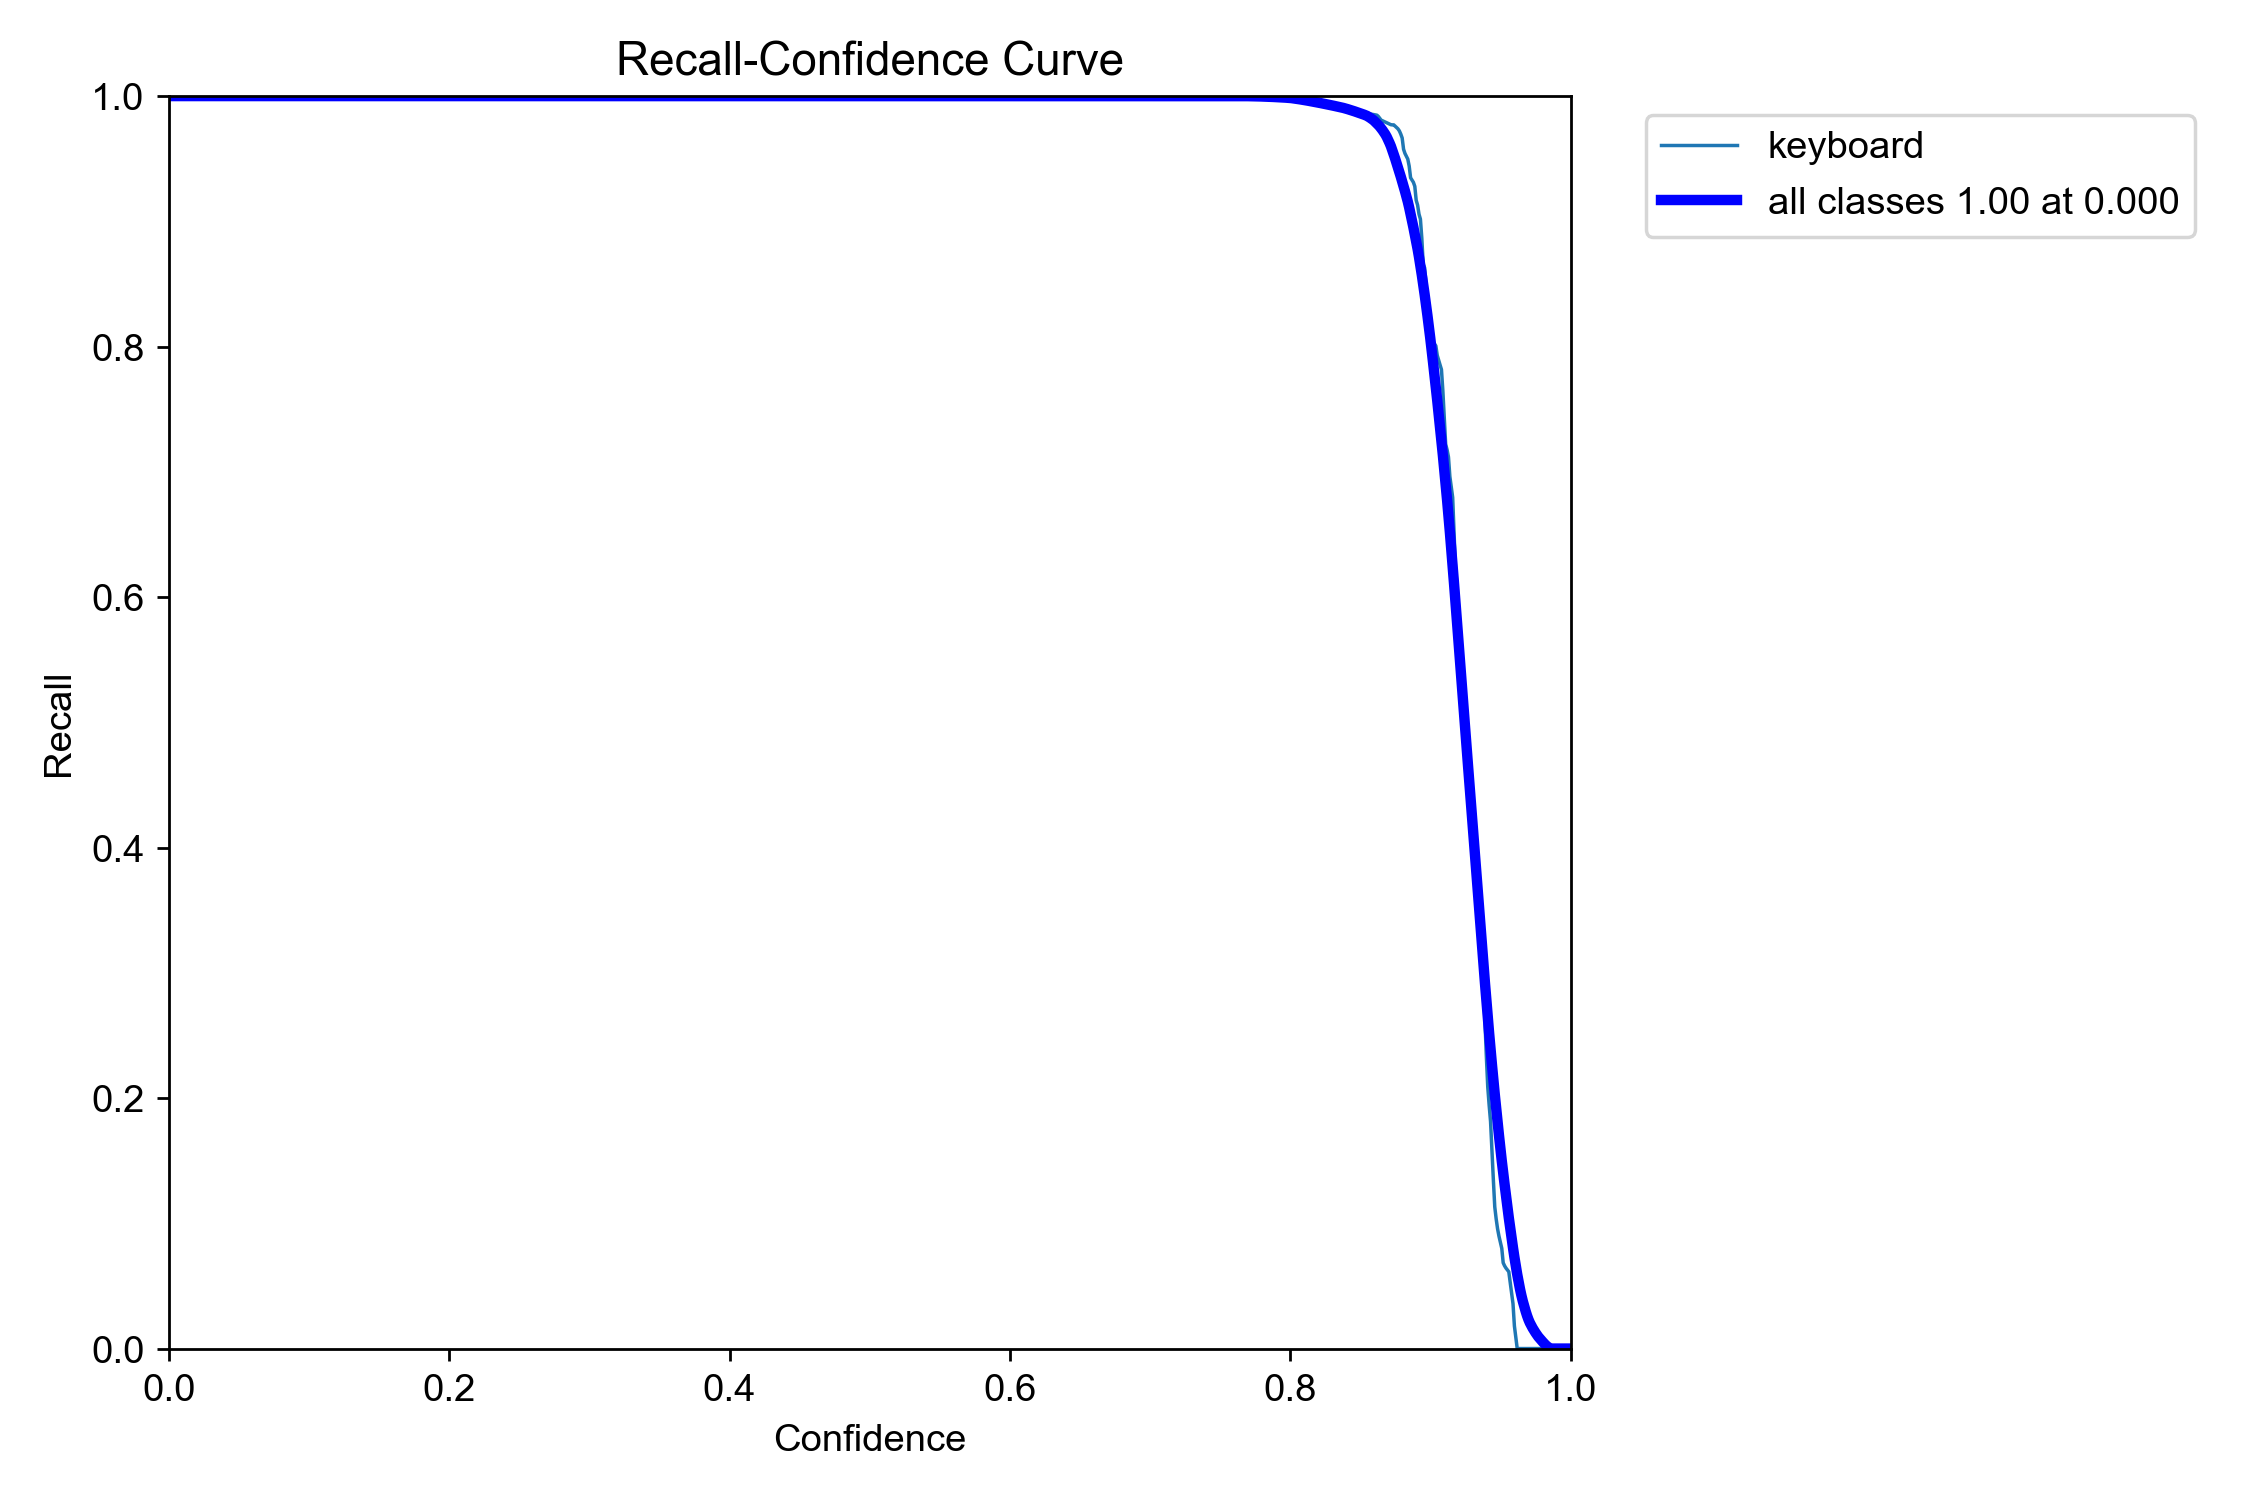 Recall-Confidence Curve
1.0
0.8
0.6
0.4
0.2
0.0
Recall
0.0 0.2 0.4 0.6 0.8 1.0
Confidence
keyboard
all classes 1.00 at 0.000